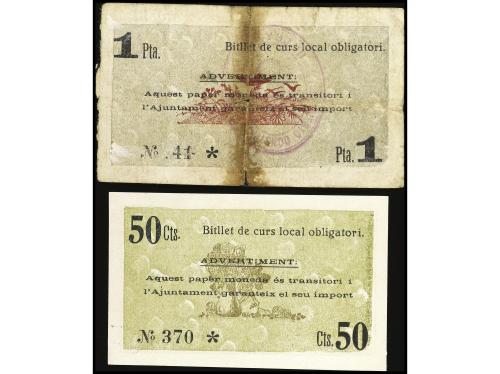 1 Pta. Bitllet de curs local obligatori.
ADVERTIMENT:
Aquest paper moneda és transitori i
l'Ajuntament garanteix el seu import
№ 41 * Pta. 1
50 Cts. Bitllet de curs local obligatori.
ADVERTIMENT:
Aquest paper moneda és transitori i
l'Ajuntament garanteix el seu import
№ 370 * Cts. 50